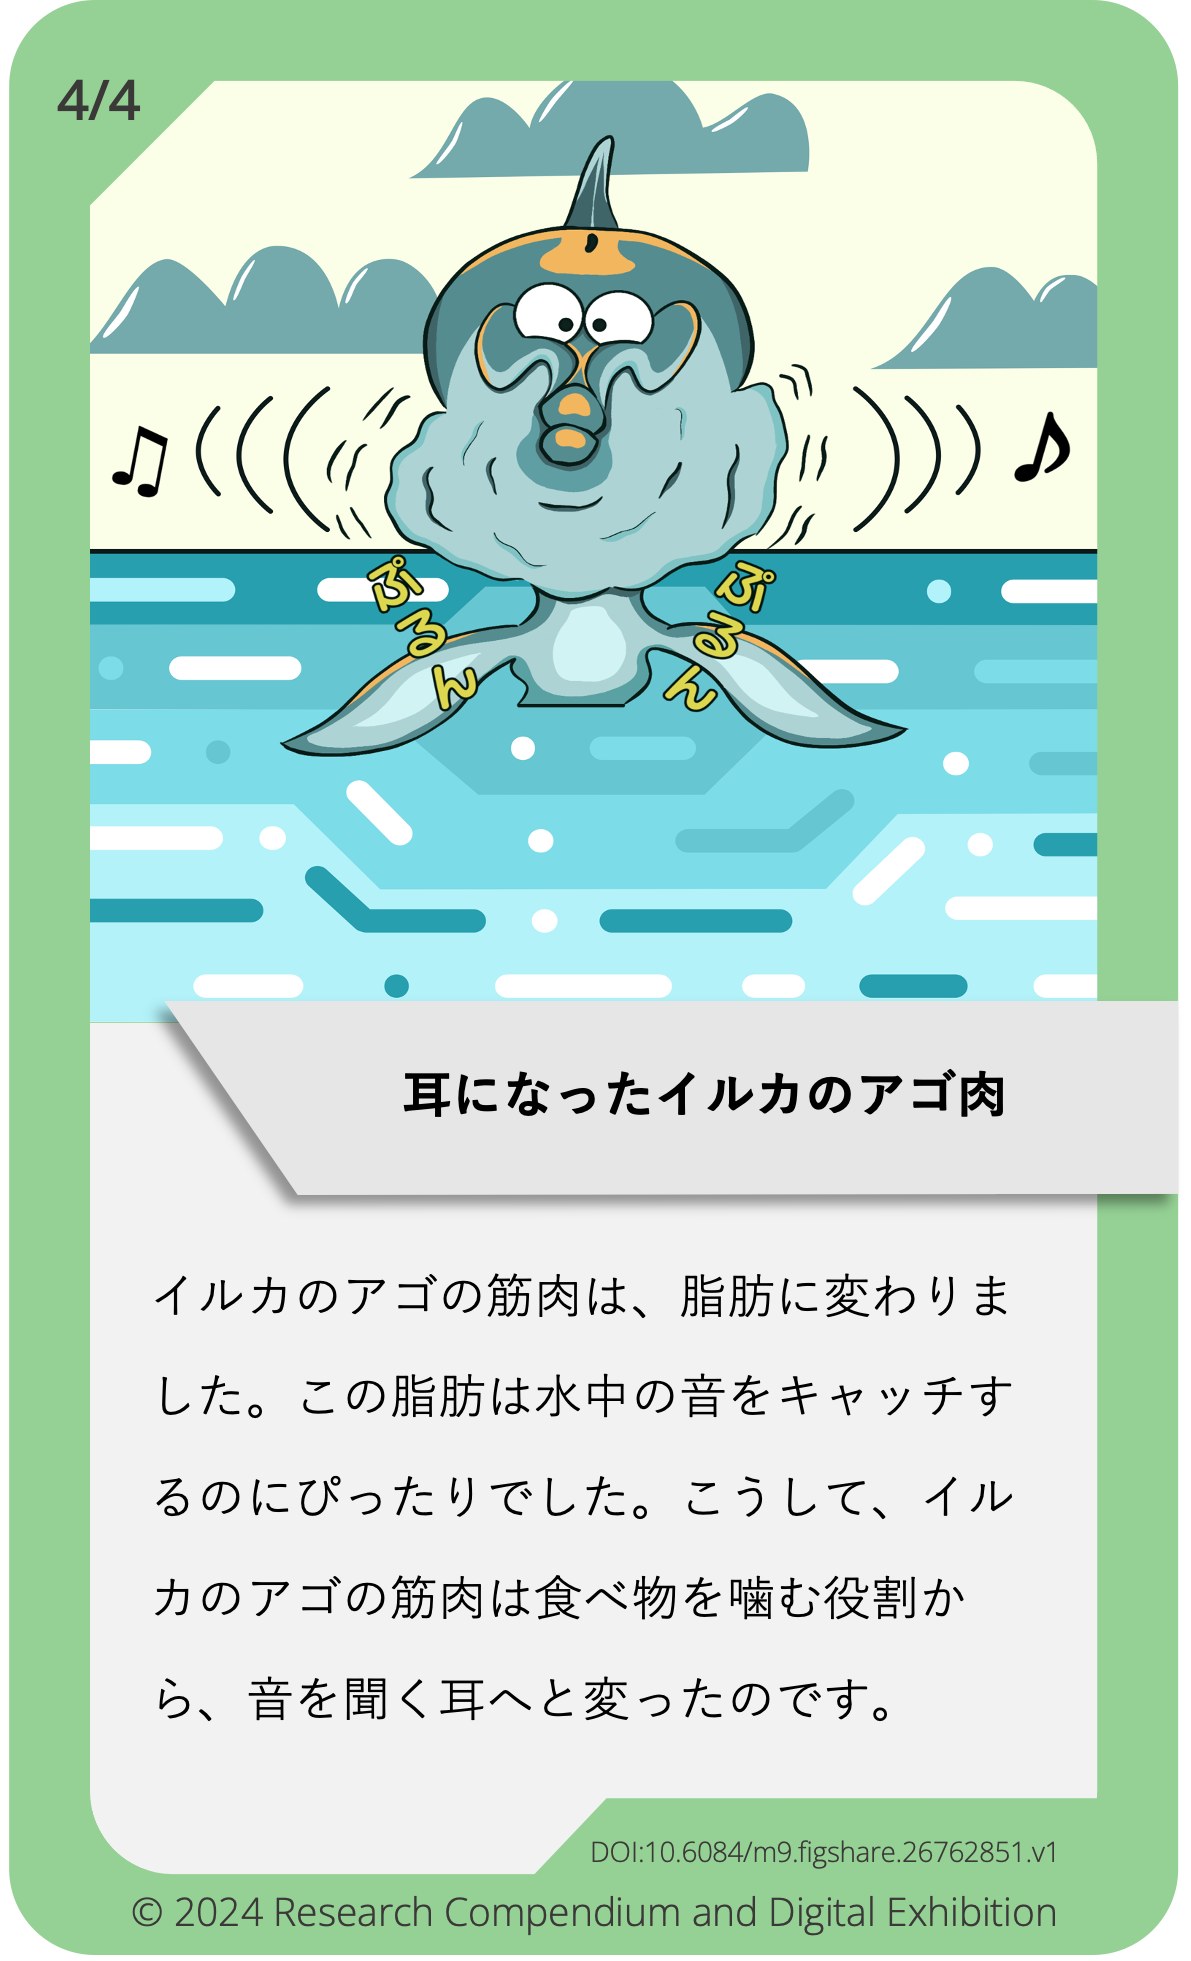 4/4
ぷるん
ぷるん
耳になったイルカのアゴ肉
イルカのアゴの筋肉は、脂肪に変わりま
した。この脂肪は水中の音をキャッチす
るのにぴったりでした。こうして、イル
カのアゴの筋肉は食べ物を噛む役割か
ら、音を聞く耳へと変ったのです。
DOI:10.6084/m9.figshare.26762851.v1
© 2024 Research Compendium and Digital Exhibition